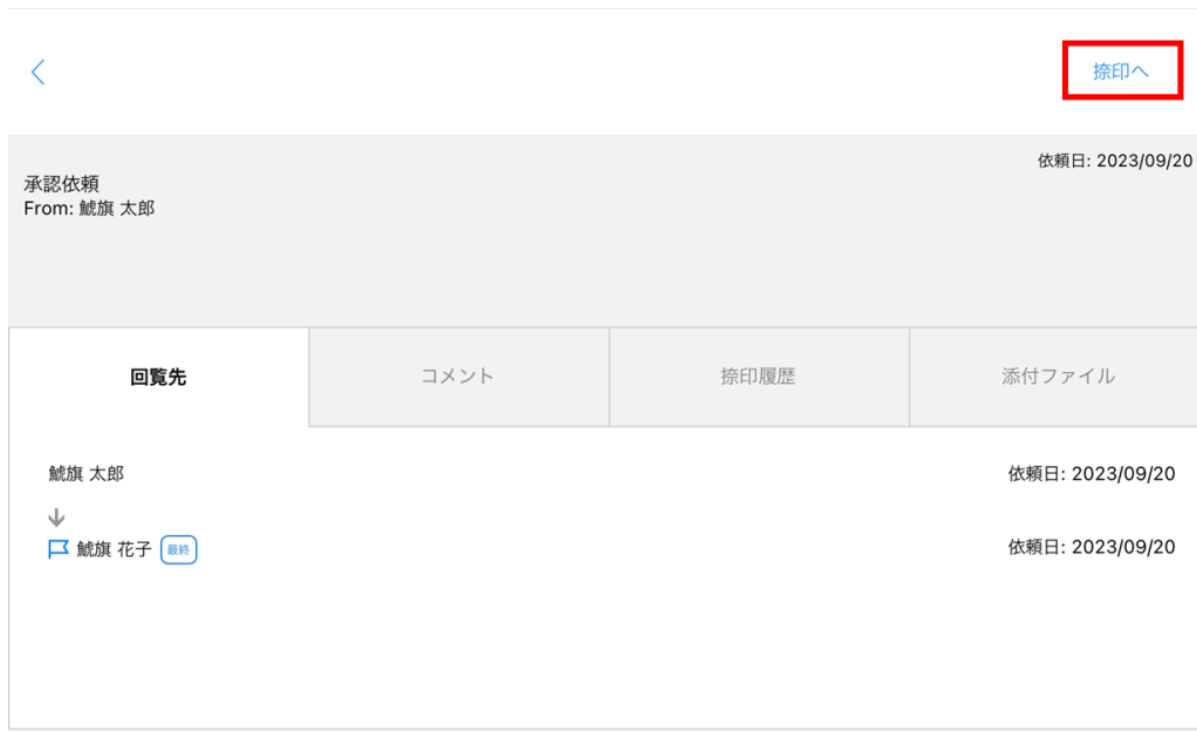 捺印へ
依頼日: 2023/09/20
承認依頼
From: 鯱旗 太郎
回覧先
コメント
捺印履歴
添付ファイル
鯱旗 太郎
依頼日: 2023/09/20
鯱旗 花子 最終
依頼日: 2023/09/20